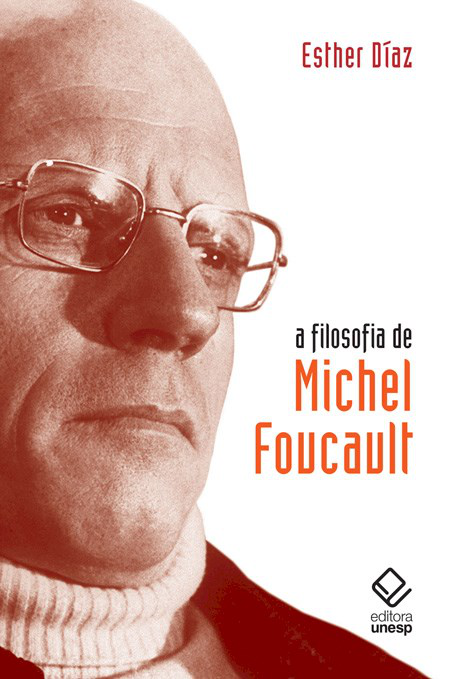 Esther Díaz
a filosofia de
Michel
Foucault
editora
unesp